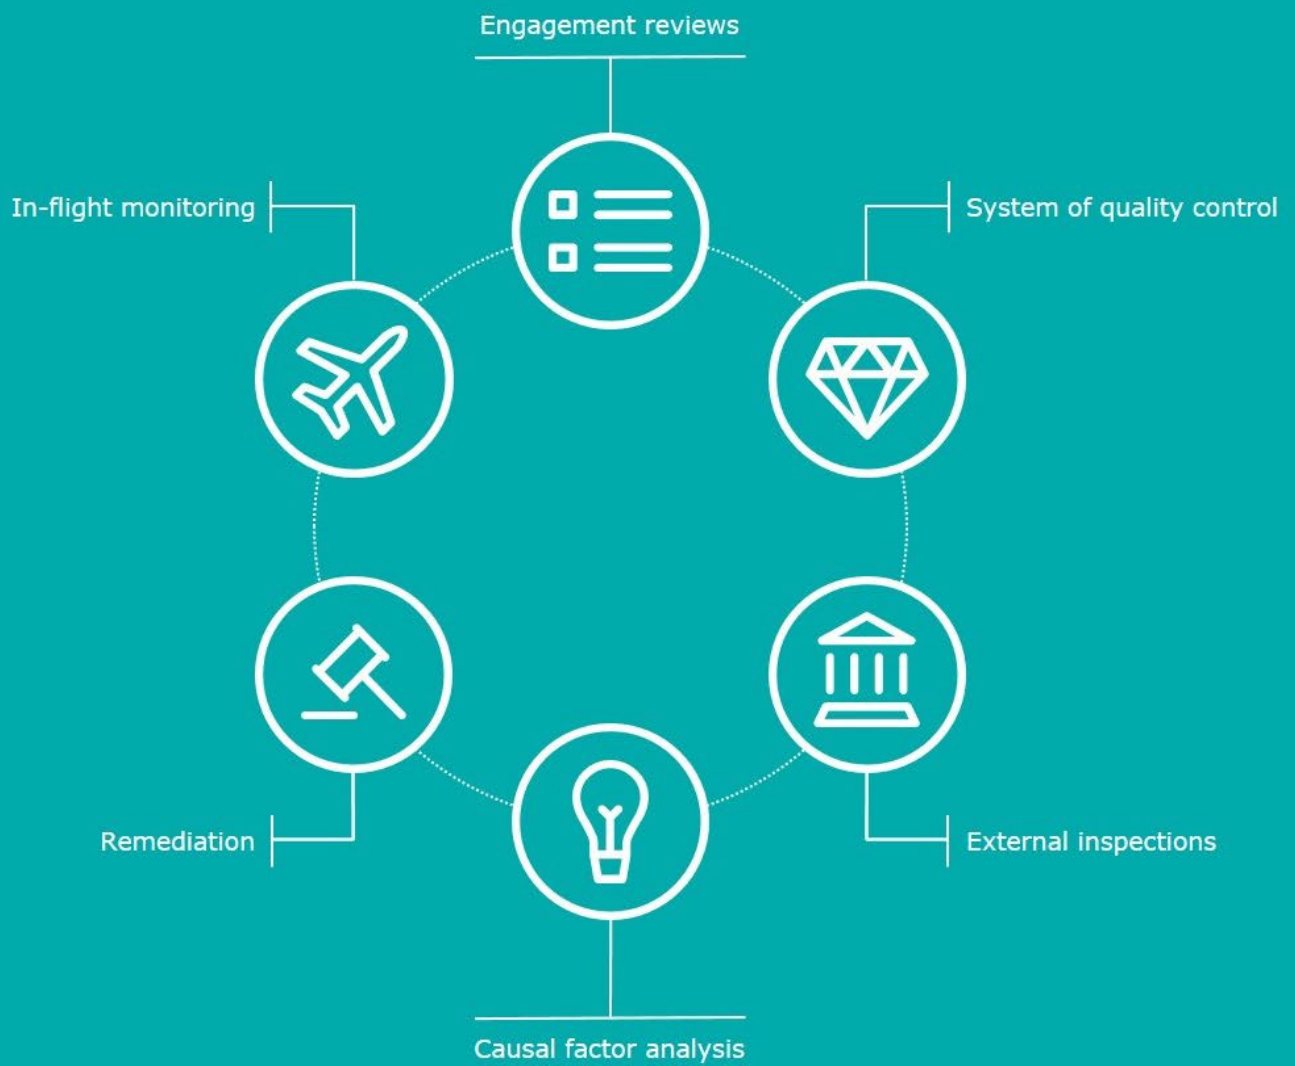 Engagement reviews
In-flight monitoring
System of quality control
Remediation
External inspections
Causal factor analysis